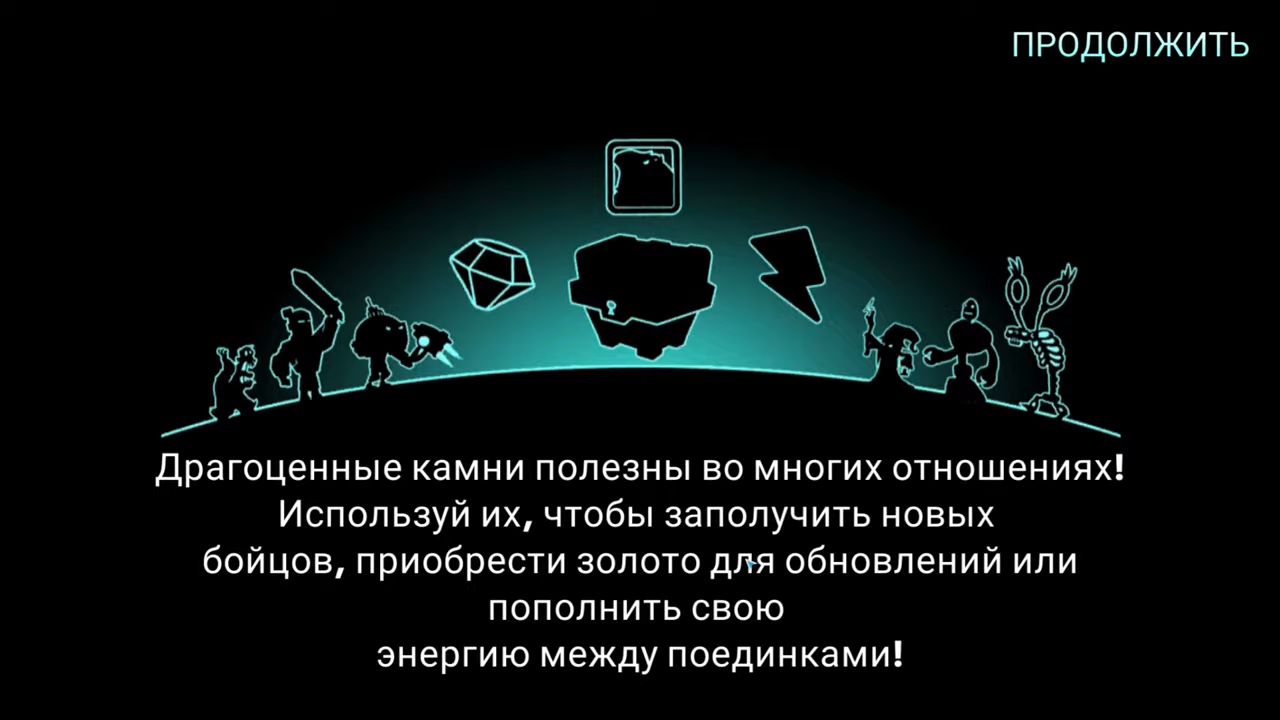 ПРОДОЛЖИТЬ
Драгоценные камни полезны во многих отношениях!
Используй их, чтобы заполучить новых
бойцов, приобрести золото для обновлений или
пополнить свою
энергию между поединками!